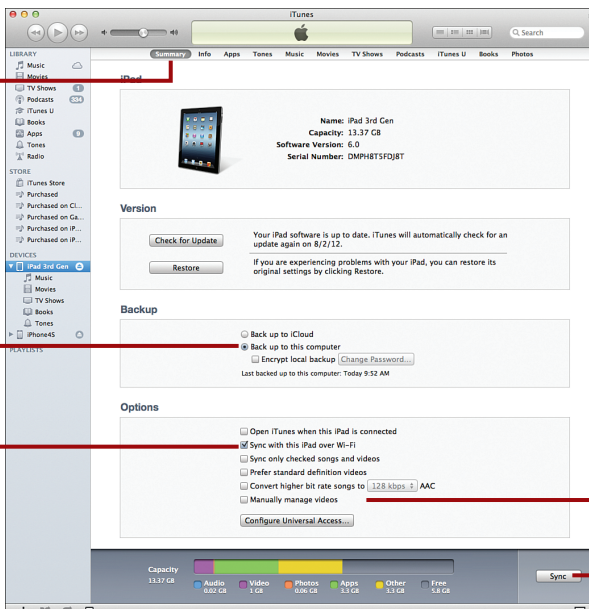 iTunes
Search
LIBRARY
Music
Movies
TV Shows 1
Podcasts 354
iTunes U
Books
Apps 9
Tones
Radio
STORE
iTunes Store
Purchased
Purchased on Cl...
Purchased on Ga...
Purchased on iP...
Purchased on iP...
DEVICES
iPad 3rd Gen
Music
Movies
TV Shows
Books
Tones
iPhone4S
PLAYLISTS
Summary Info Apps Tones Music Movies TV Shows Podcasts iTunes U Books Photos
iPad
Name: iPad 3rd Gen
Capacity: 13.37 GB
Software Version: 6.0
Serial Number: DMPH8TSFDJ8T
Version
Check for Update
Your iPad software is up to date. iTunes will automatically check for an
update again on 8/2/12.
Restore
If you are experiencing problems with your iPad, you can restore its
original settings by clicking Restore.
Backup
Back up to iCloud
Back up to this computer
Encrypt local backup Change Password...
Last backed up to this computer: Today 9:52 AM
Options
Open iTunes when this iPad is connected
Sync with this iPad over Wi-Fi
Sync only checked songs and videos
Prefer standard definition videos
Convert higher bit rate songs to 128 kbps AAC
Manually manage videos
Configure Universal Access...
Capacity
13.37 GB
Audio Video Photos Apps Other Free
0.02 GB 1 GB 0.06 GB 3.3 GB 3.3 GB 5.8 GB
Sync